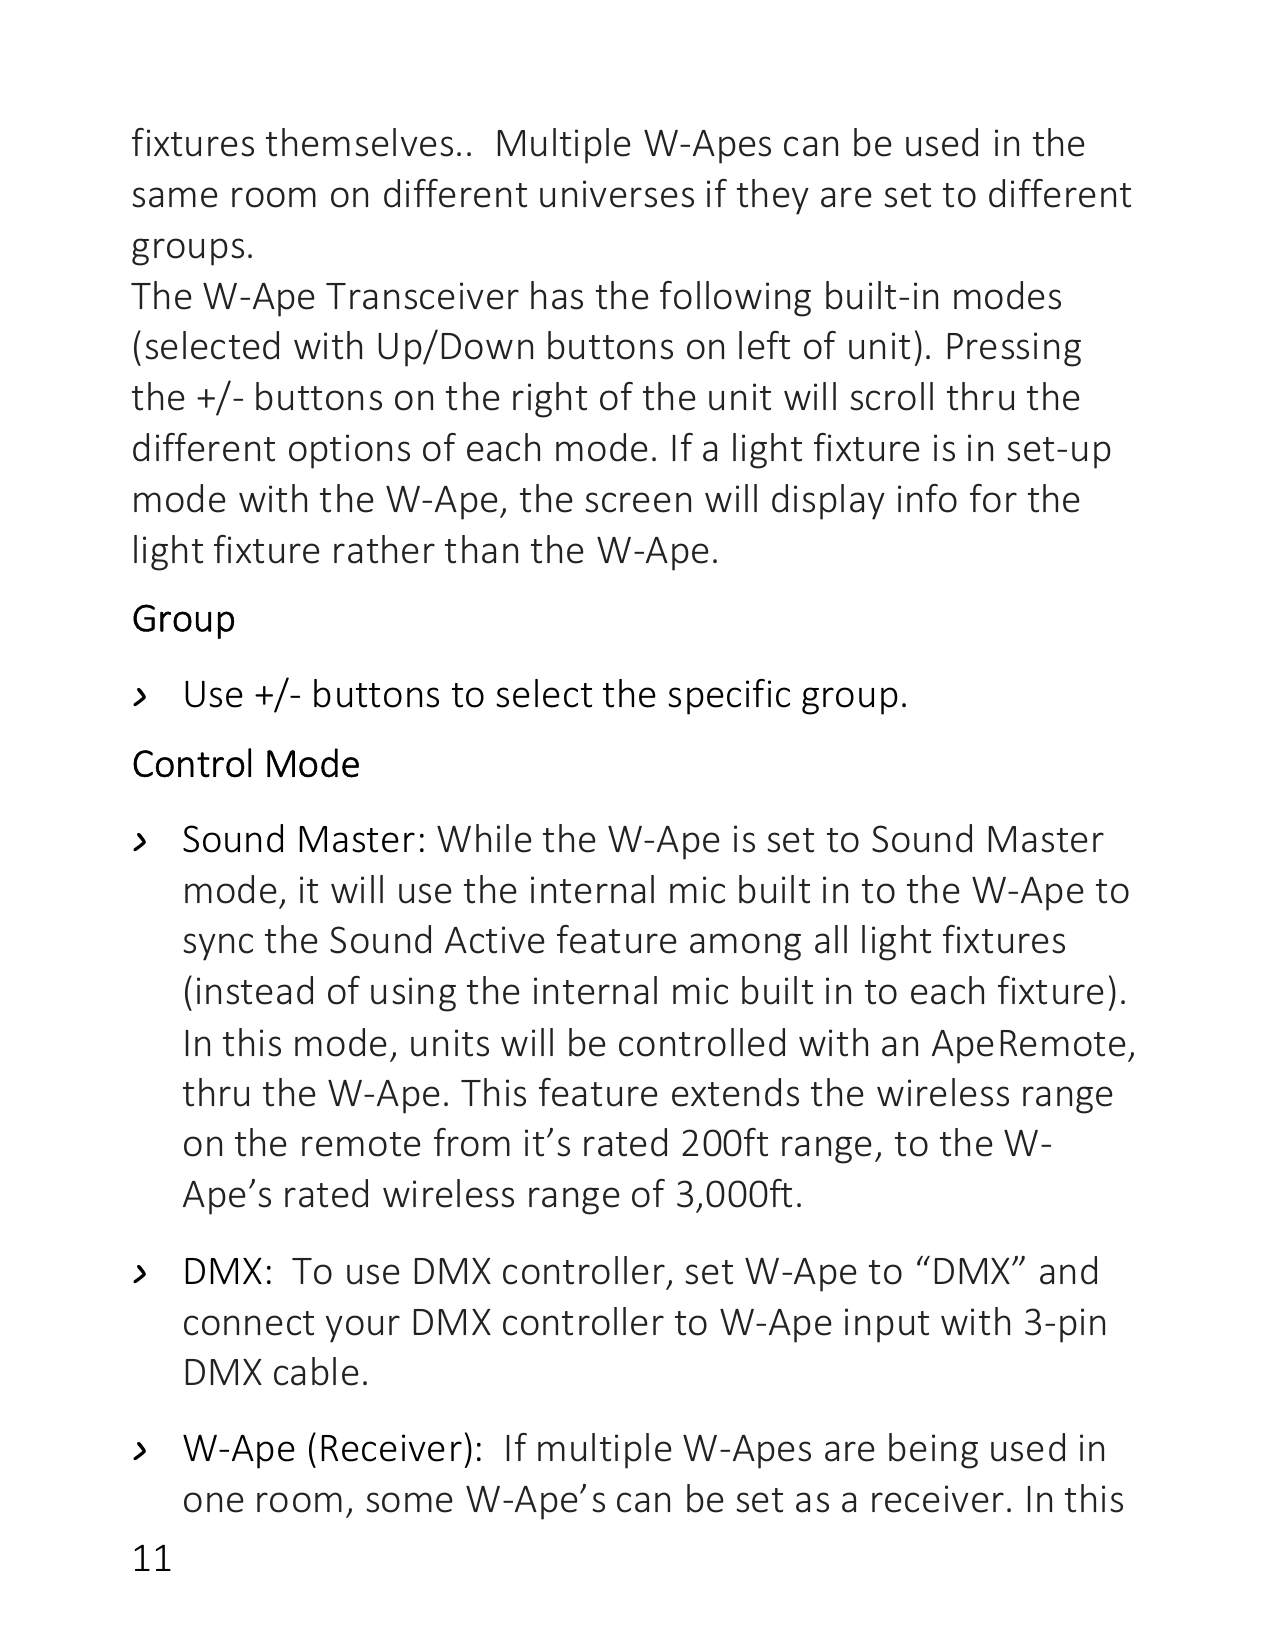 fixtures themselves..  Multiple W-Apes can be used in the
same room on different universes if they are set to different
groups.
The W-Ape Transceiver has the following built-in modes
(selected with Up/Down buttons on left of unit). Pressing
the +/- buttons on the right of the unit will scroll thru the
different options of each mode. If a light fixture is in set-up
mode with the W-Ape, the screen will display info for the
light fixture rather than the W-Ape.
Group
› Use +/- buttons to select the specific group.
Control Mode
› Sound Master: While the W-Ape is set to Sound Master
mode, it will use the internal mic built in to the W-Ape to
sync the Sound Active feature among all light fixtures
(instead of using the internal mic built in to each fixture).
In this mode, units will be controlled with an ApeRemote,
thru the W-Ape. This feature extends the wireless range
on the remote from it’s rated 200ft range, to the W-
Ape’s rated wireless range of 3,000ft.
› DMX:  To use DMX controller, set W-Ape to “DMX” and
connect your DMX controller to W-Ape input with 3-pin
DMX cable.
› W-Ape (Receiver):  If multiple W-Apes are being used in
one room, some W-Ape’s can be set as a receiver. In this
11